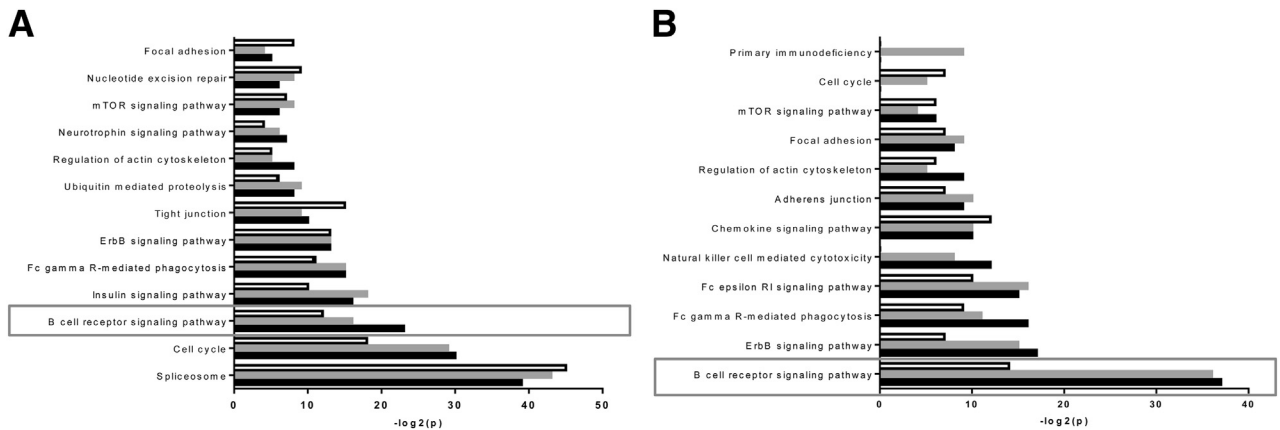 A
Focal adhesion
Nucleotide excision repair
mTOR signaling pathway
Neurotrophin signaling pathway
Regulation of actin cytoskeleton
Ubiquitin mediated proteolysis
Tight junction
ErbB signaling pathway
Fc gamma R-mediated phagocytosis
Insulin signaling pathway
B cell receptor signaling pathway
Cell cycle
Spliceosome
0 10 20 30 40 50
-log2(p)
B
Primary immunodeficiency
Cell cycle
mTOR signaling pathway
Focal adhesion
Regulation of actin cytoskeleton
Adherens junction
Chemokine signaling pathway
Natural killer cell mediated cytotoxicity
Fc epsilon RI signaling pathway
Fc gamma R-mediated phagocytosis
ErbB signaling pathway
B cell receptor signaling pathway
0 10 20 30 40
-log2(p)